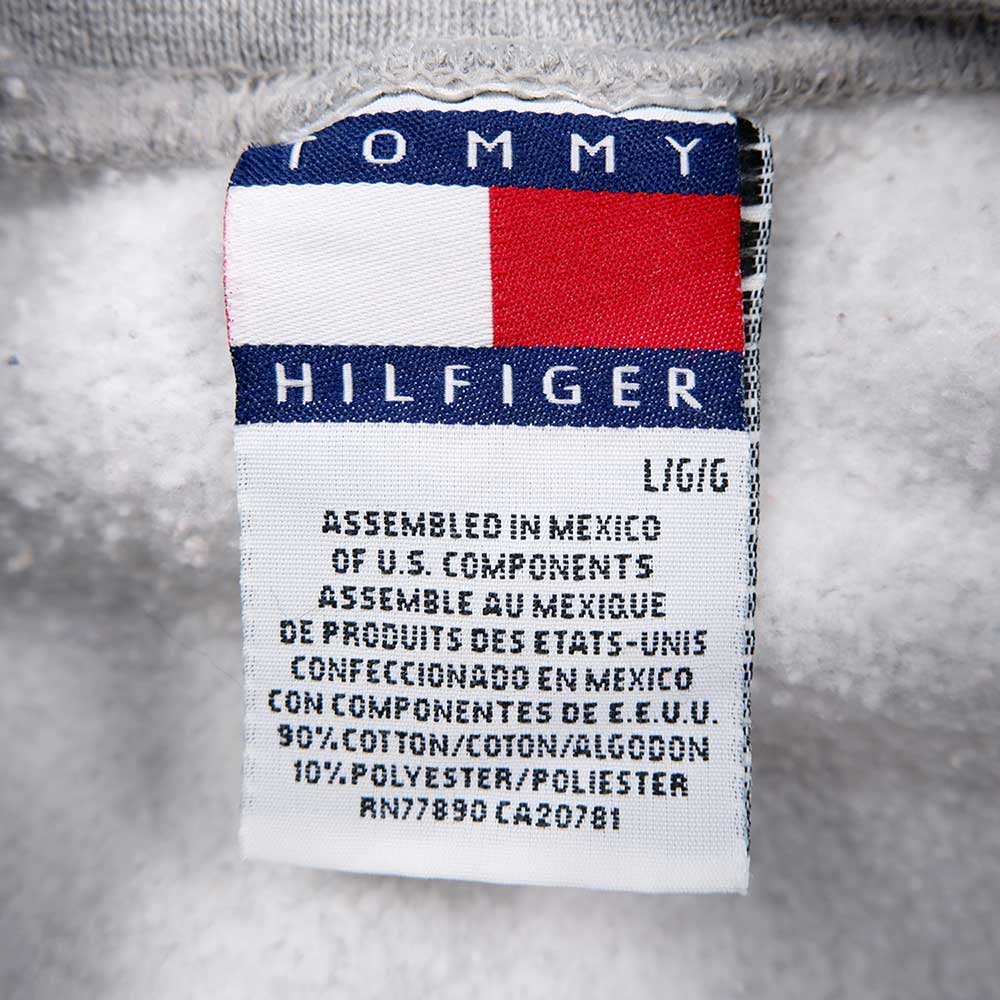 TOMMY
HILFIGER
L/G/G
ASSEMBLED IN MEXICO
OF U.S. COMPONENTS
ASSEMBLE AU MEXIQUE
DE PRODUITS DES ETATS-UNIS
CONFECCIONADO EN MEXICO
CON COMPONENTES DE E.E.U.U.
90% COTTON/COTON/ALGODON
10% POLYESTER/POLIESTER
RN77890 CA20781